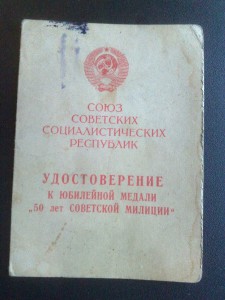 СОЮЗ
СОВЕТСКИХ
СОЦИАЛИСТИЧЕСКИХ
РЕСПУБЛИК
УДОСТОВЕРЕНИЕ
К ЮБИЛЕЙНОЙ МЕДАЛИ
„50 лет СОВЕТСКОЙ МИЛИЦИИ“